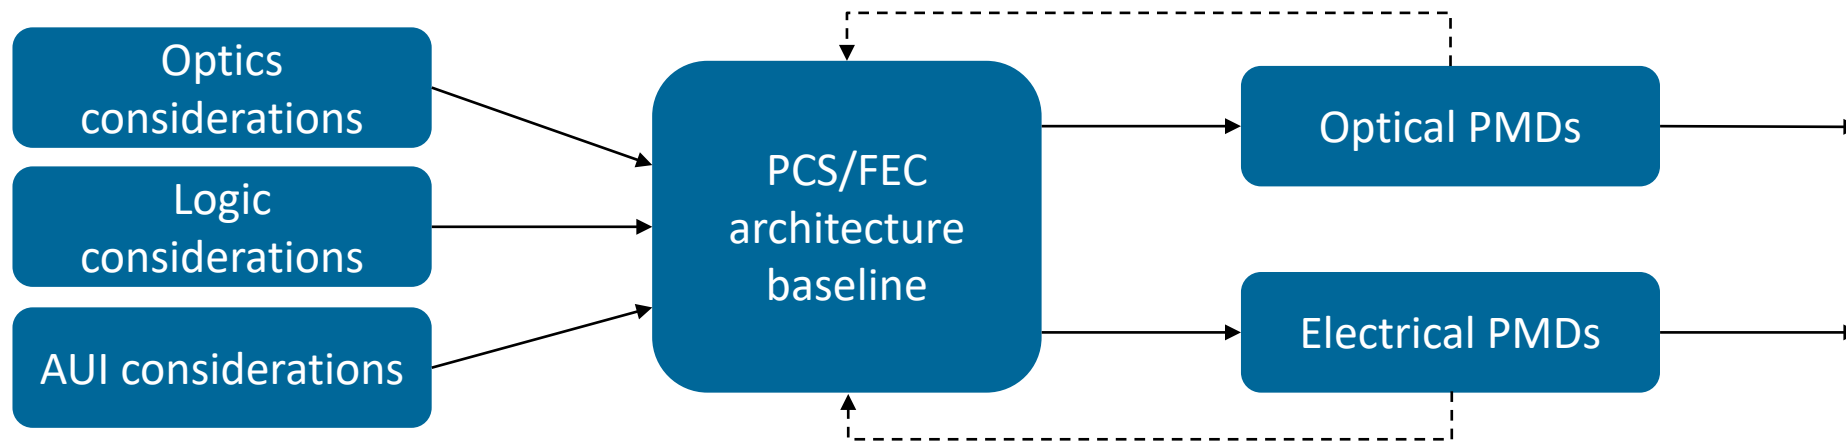 Optics
considerations
Logic
considerations
AUI considerations
PCS/FEC
architecture
baseline
Optical PMDs
Electrical PMDs